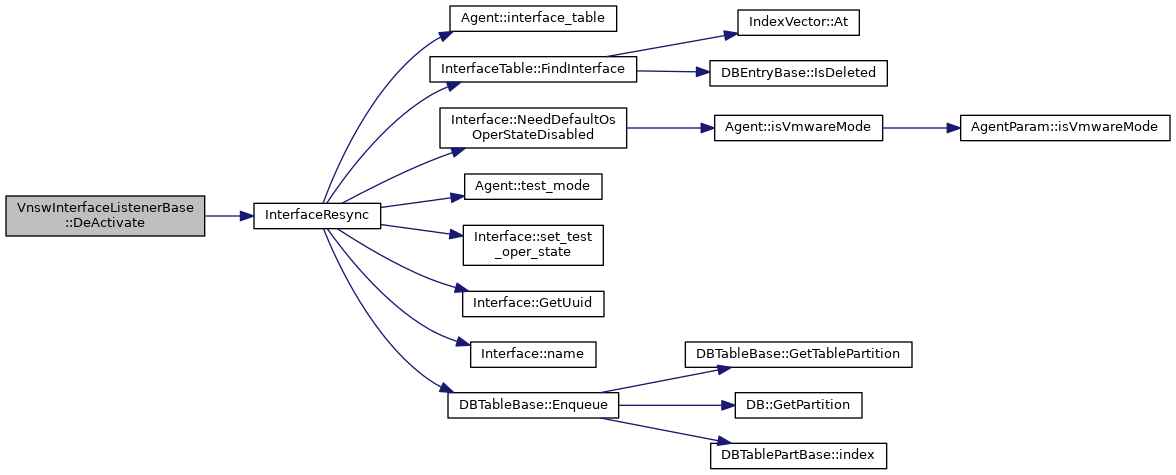 VnswInterfaceListenerBase
::DeActivate
InterfaceResync
Agent::interface_table
InterfaceTable::FindInterface
IndexVector::At
DBEntryBase::IsDeleted
Interface::NeedDefaultOs
OperStateDisabled
Agent::isVmwareMode
AgentParam::isVmwareMode
Agent::test_mode
Interface::set_test
_oper_state
Interface::GetUuid
Interface::name
DBTableBase::Enqueue
DBTableBase::GetTablePartition
DB::GetPartition
DBTablePartBase::index